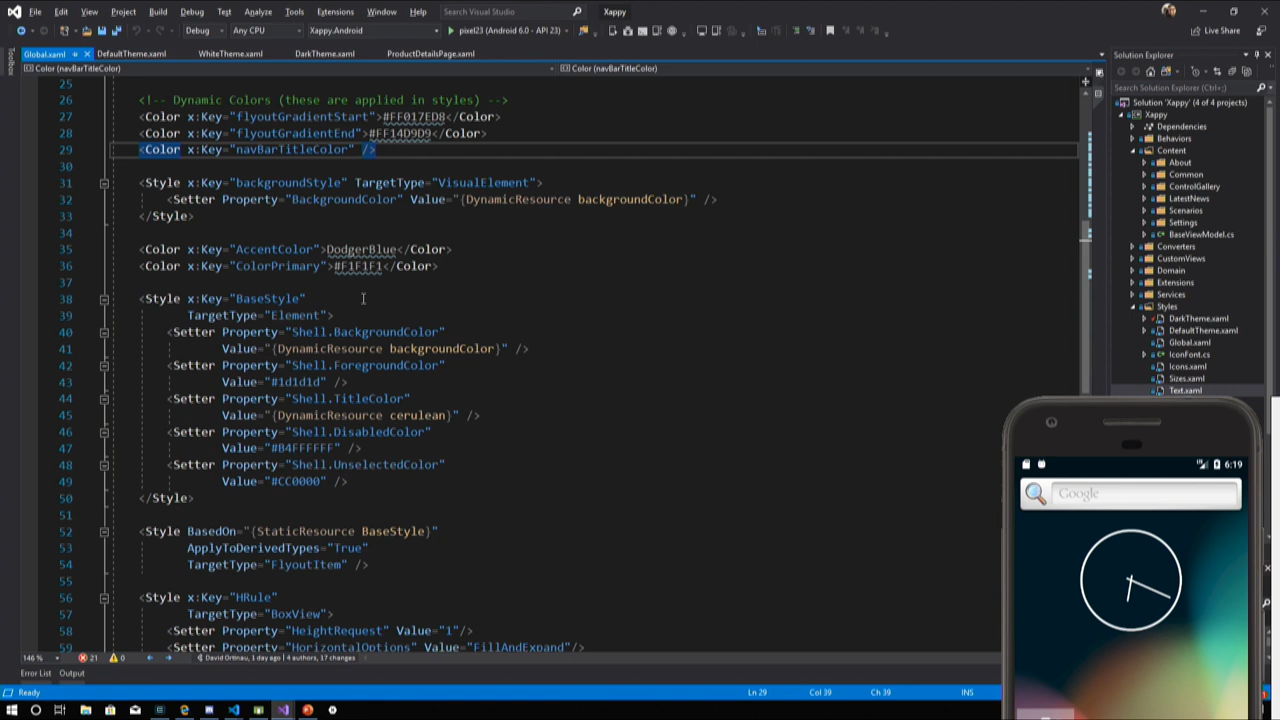 File Edit View Project Build Debug Test Analyze Tools Extensions Window Help Search Visual Studio Xappy
Debug Any CPU Xappy.Android pixel23 (Android 6.0 - API 23) Live Share
Global.xaml DefaultTheme.xaml WhiteTheme.xaml DarkTheme.xaml ProductDetailsPage.xaml
Color (navBarTitleColor) Color (navBarTitleColor)
25
26 <!-- Dynamic Colors (these are applied in styles) -->
27 <Color x:Key="flyoutGradientStart">#FF017ED8</Color>
28 <Color x:Key="flyoutGradientEnd">#FF14D9D9</Color>
29 <Color x:Key="navBarTitleColor" />
30
31 <Style x:Key="backgroundStyle" TargetType="VisualElement">
32 <Setter Property="BackgroundColor" Value="{DynamicResource backgroundColor}" />
33 </Style>
34
35 <Color x:Key="AccentColor">DodgerBlue</Color>
36 <Color x:Key="ColorPrimary">#F1F1F1</Color>
37
38 <Style x:Key="BaseStyle"
39 TargetType="Element">
40 <Setter Property="Shell.BackgroundColor"
41 Value="{DynamicResource backgroundColor}" />
42 <Setter Property="Shell.ForegroundColor"
43 Value="#1d1d1d" />
44 <Setter Property="Shell.TitleColor"
45 Value="{DynamicResource cerulean}" />
46 <Setter Property="Shell.DisabledColor"
47 Value="#B4FFFFFF" />
48 <Setter Property="Shell.UnselectedColor"
49 Value="#CC0000" />
50 </Style>
51
52 <Style BasedOn="{StaticResource BaseStyle}"
53 ApplyToDerivedTypes="True"
54 TargetType="FlyoutItem" />
55
56 <Style x:Key="HRule"
57 TargetType="BoxView">
58 <Setter Property="HeightRequest" Value="1"/>
59 <Setter Property="HorizontalOptions" Value="FillAndExpand"/>
146 % 21 0 David Ortinau, 1 day ago | 4 authors, 17 changes
Error List Output
Ready Ln 29 Col 39 Ch 39 INS
Toolbox
Solution Explorer
Search Solution Explorer (Ctrl+;)
Solution 'Xappy' (4 of 4 projects)
Xappy
Dependencies
Behaviors
Content
About
Common
ControlGallery
LatestNews
Scenarios
Settings
BaseViewModel.cs
Converters
CustomViews
Domain
Extensions
Services
Styles
DarkTheme.xaml
DefaultTheme.xaml
Global.xaml
IconFont.cs
Icons.xaml
Sizes.xaml
Text.xaml
6:19
Google